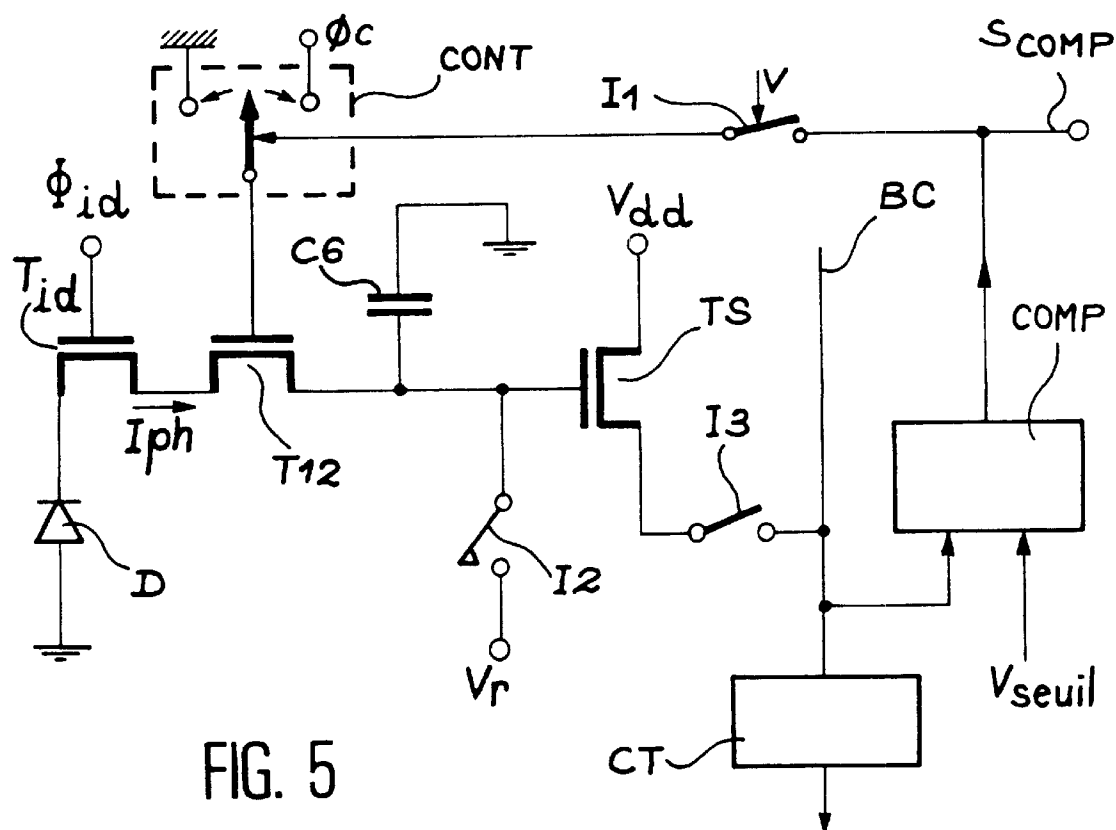 ϕc
CONT
SCOMP
I1
V
Φid
Vdd
BC
C6
Tid
TS
COMP
Iph
T12
I3
D
I2
Vr
Vseuil
CT
FIG. 5